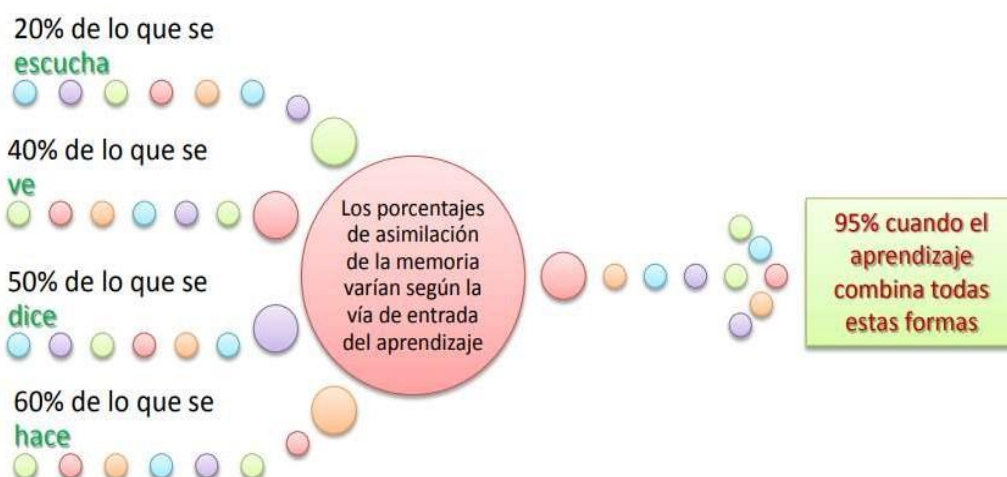 20% de lo que se
escucha
40% de lo que se
ve
50% de lo que se
dice
60% de lo que se
hace
Los porcentajes
de asimilación
de la memoria
varían según la
vía de entrada
del aprendizaje
95% cuando el
aprendizaje
combina todas
estas formas